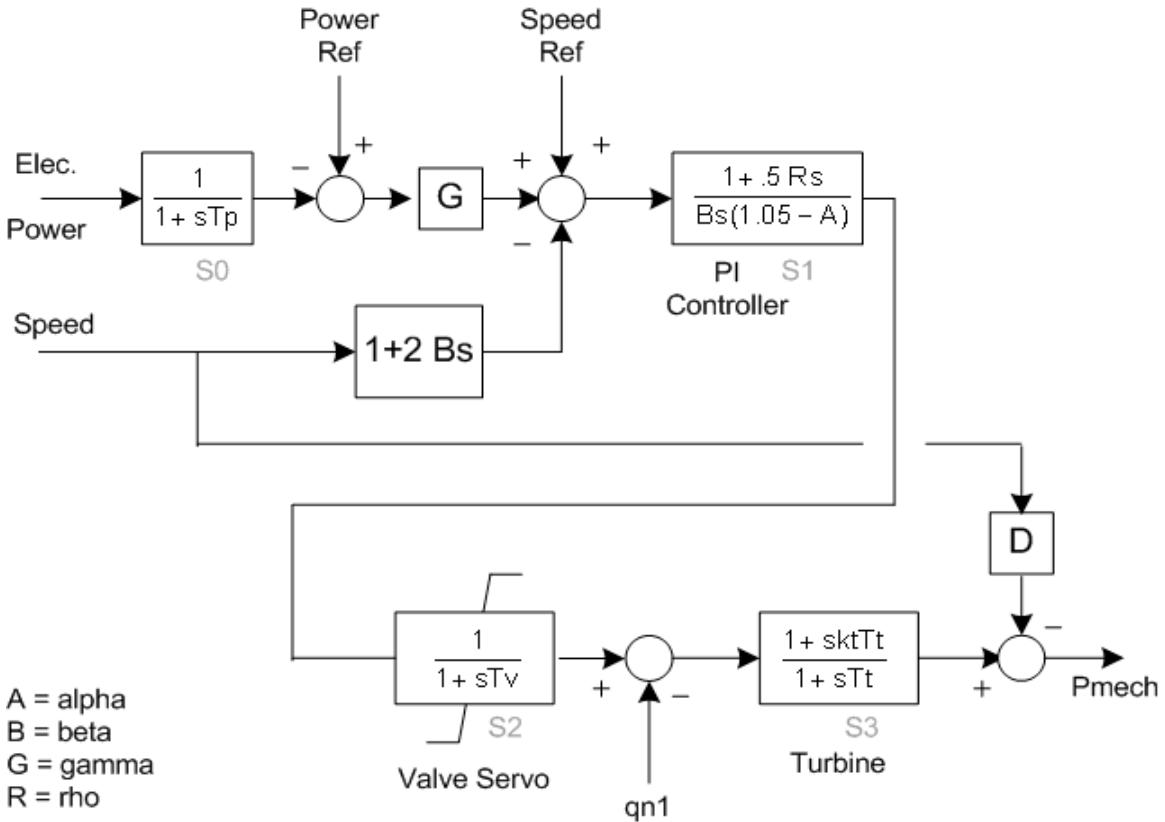 Power
Ref
Speed
Ref
Elec.
Power
1
1 + sTp
S0
−
+
G
+
+
−
1 + .5 Rs
Bs(1.05 − A)
PI S1
Controller
Speed
1+2 Bs
D
−
1
1 + sTv
S2
Valve Servo
+
−
qn1
1 + sktTt
1 + sTt
S3
Turbine
+
Pmech
A = alpha
B = beta
G = gamma
R = rho